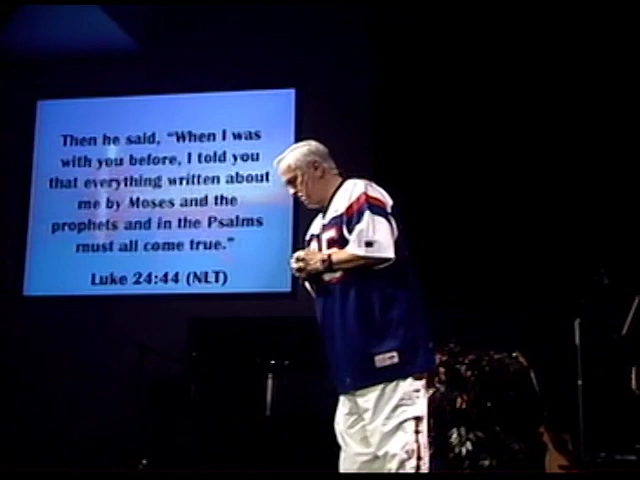 Then he said, "When I was
with you before, I told you
that everything written about
me by Moses and the
prophets and in the Psalms
must all come true."
Luke 24:44 (NLT)